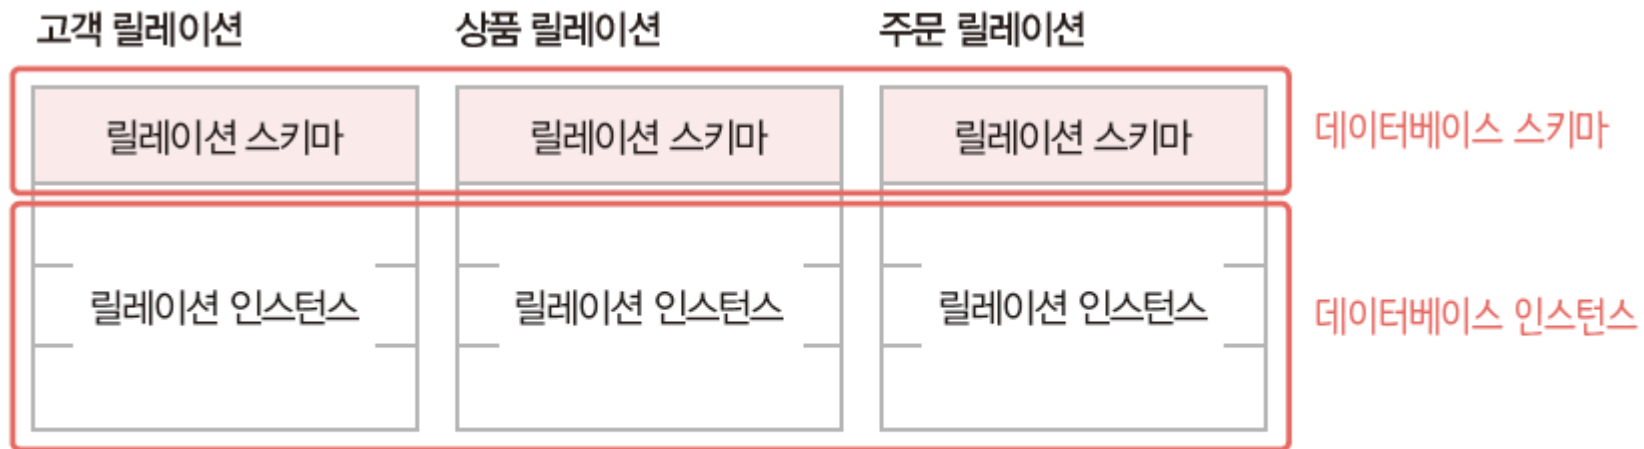 고객 릴레이션 상품 릴레이션 주문 릴레이션
릴레이션 스키마 릴레이션 스키마 릴레이션 스키마 데이터베이스 스키마
릴레이션 인스턴스 릴레이션 인스턴스 릴레이션 인스턴스 데이터베이스 인스턴스